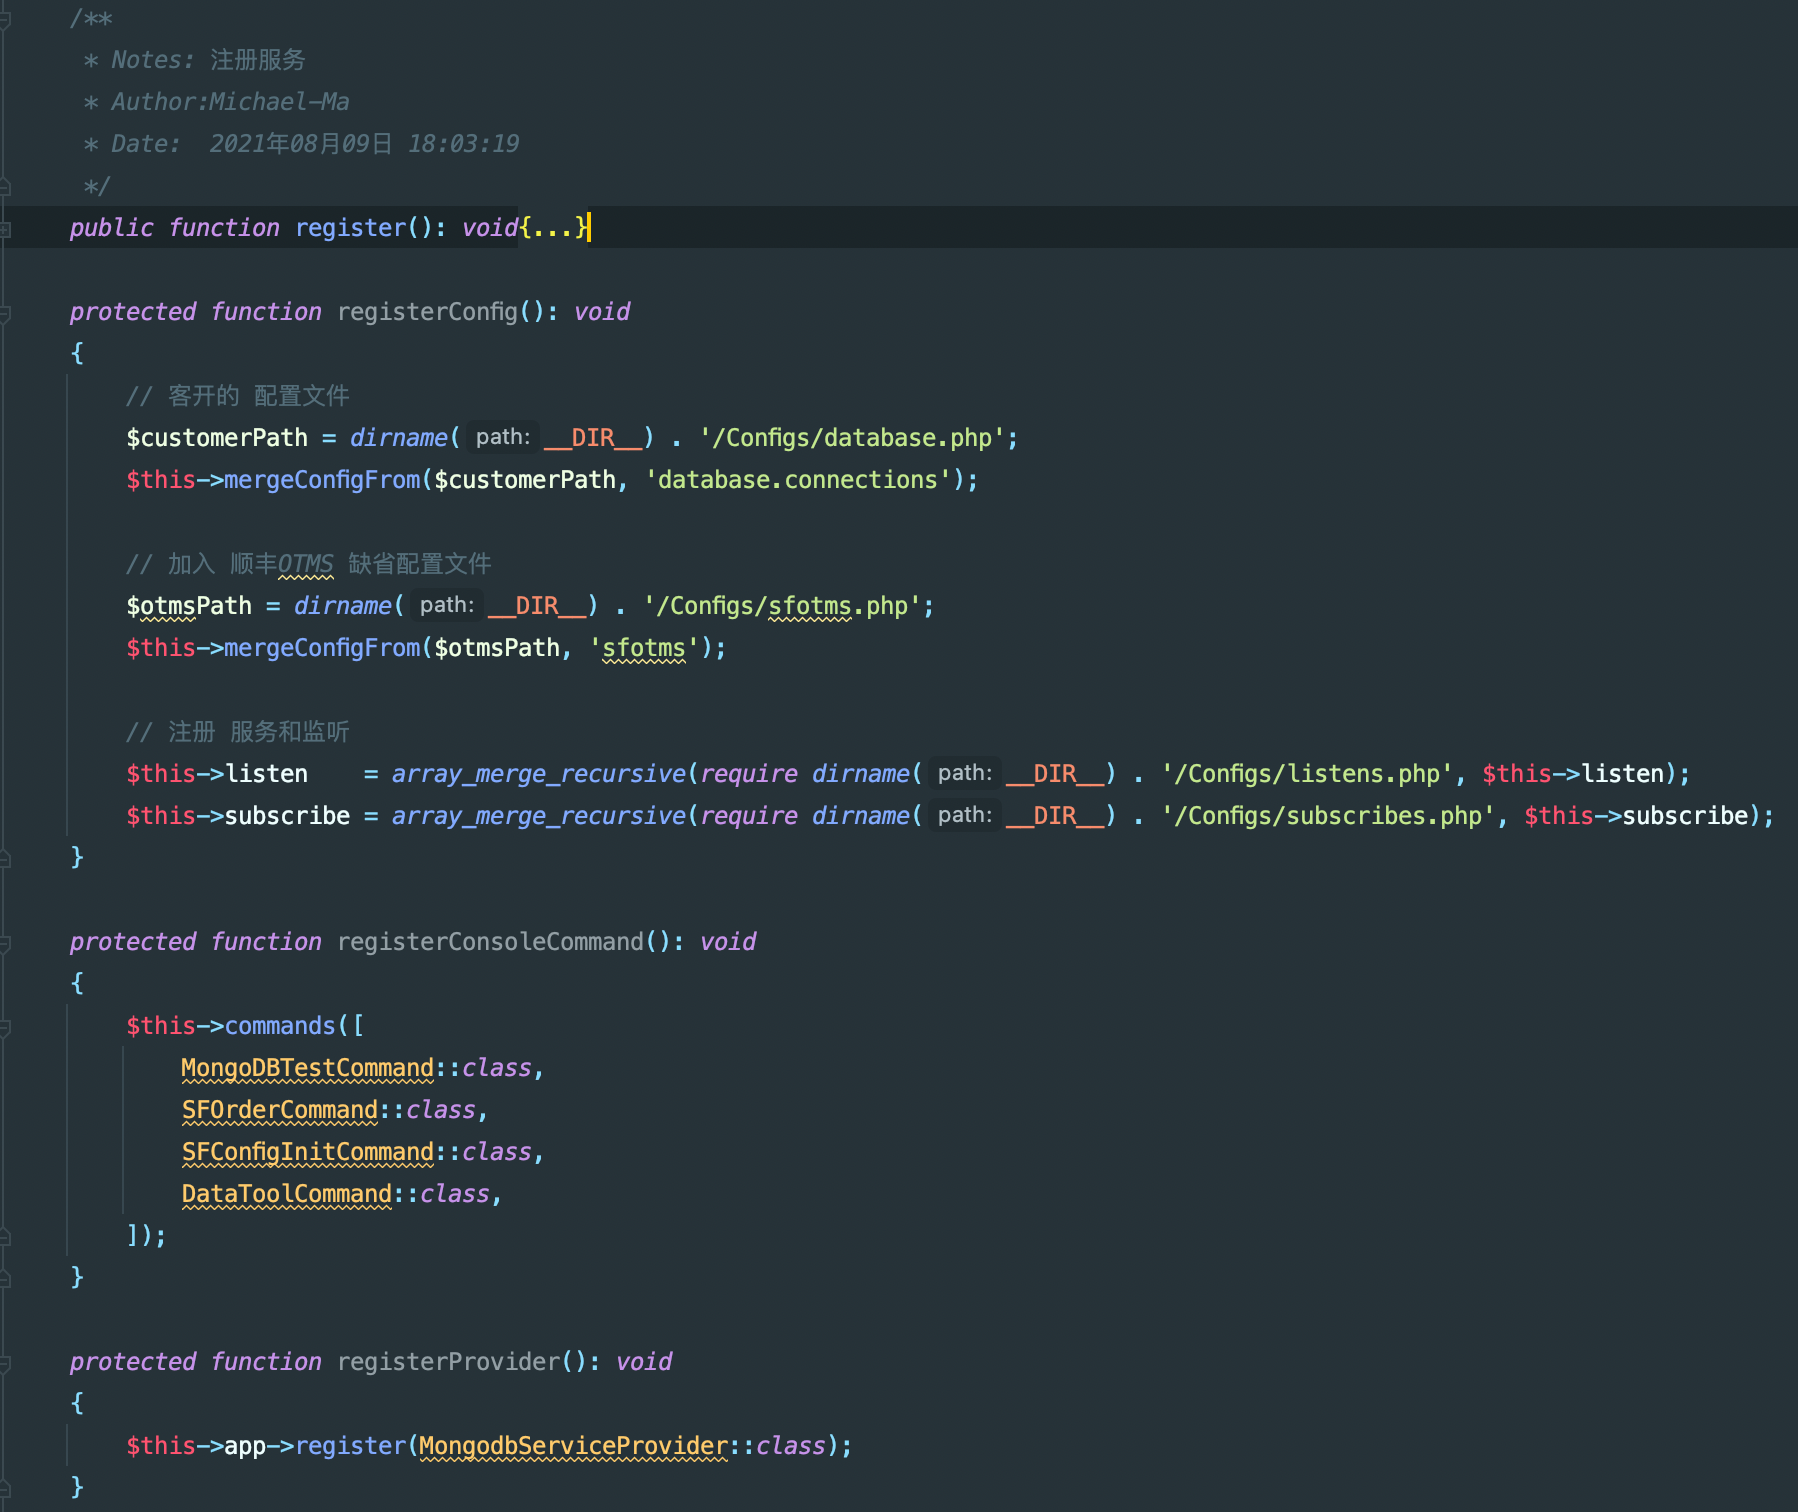 /**
 * Notes: 注册服务
 * Author:Michael-Ma
 * Date:  2021年08月09日 18:03:19
 */
public function register(): void{...}
protected function registerConfig(): void
{
    // 客开的 配置文件
    $customerPath = dirname( path: __DIR__) . '/Configs/database.php';
    $this->mergeConfigFrom($customerPath, 'database.connections');
    // 加入 顺丰OTMS 缺省配置文件
    $otmsPath = dirname( path: __DIR__) . '/Configs/sfotms.php';
    $this->mergeConfigFrom($otmsPath, 'sfotms');
    // 注册 服务和监听
    $this->listen    = array_merge_recursive(require dirname( path: __DIR__) . '/Configs/listens.php', $this->listen);
    $this->subscribe = array_merge_recursive(require dirname( path: __DIR__) . '/Configs/subscribes.php', $this->subscribe);
}
protected function registerConsoleCommand(): void
{
    $this->commands([
        MongoDBTestCommand::class,
        SFOrderCommand::class,
        SFConfigInitCommand::class,
        DataToolCommand::class,
    ]);
}
protected function registerProvider(): void
{
    $this->app->register(MongodbServiceProvider::class);
}